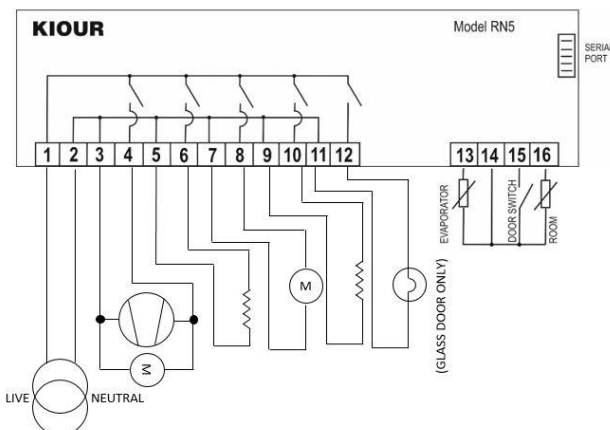 KIOUR
Model RN5
SERIAL
PORT
1 2 3 4 5 6 7 8 9 10 11 12
13 14 15 16
EVAPORATOR
DOOR SWITCH
ROOM
M
M
(GLASS DOOR ONLY)
LIVE
NEUTRAL